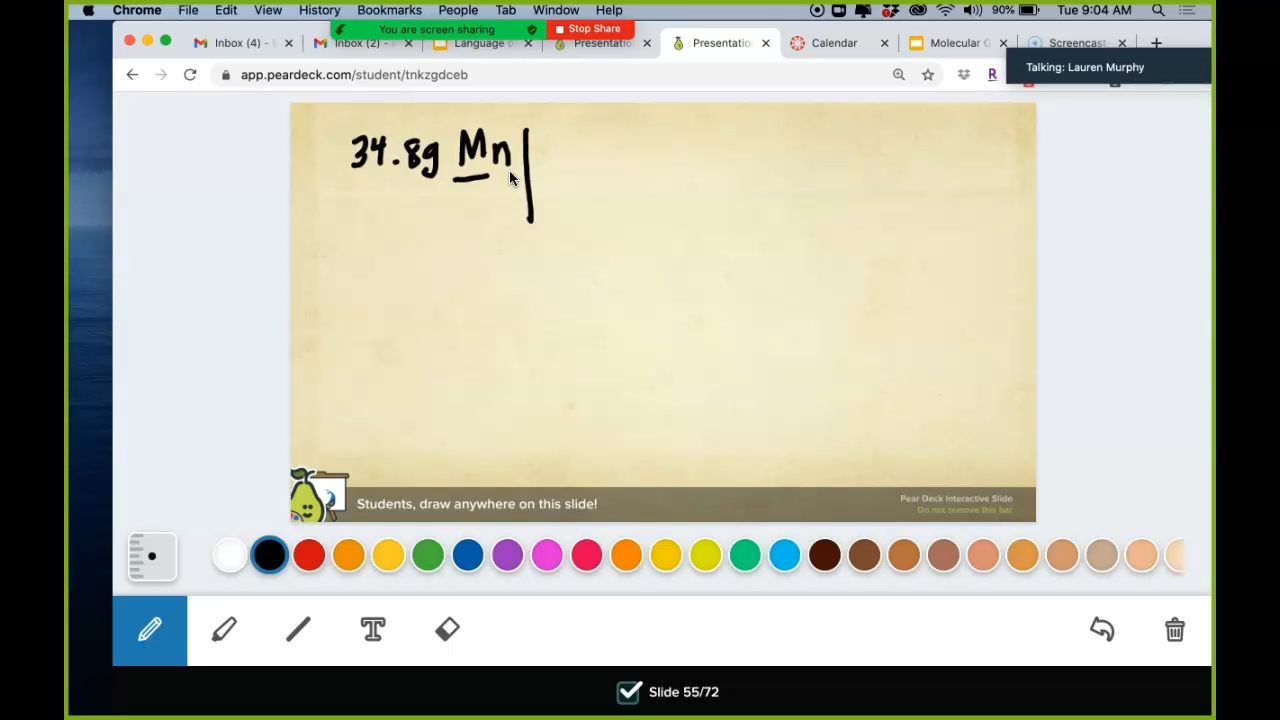 Chrome File Edit View History Bookmarks People Tab Window Help 90% Tue 9:04 AM
You are screen sharing Stop Share
Inbox (4) - Inbox (2) - Language o Presentatio Presentatio Calendar Molecular G Screencast
app.peardeck.com/student/tnkzgdceb
Talking: Lauren Murphy
34.8g Mn
Students, draw anywhere on this slide!
Pear Deck Interactive Slide
Do not remove this bar
Slide 55/72